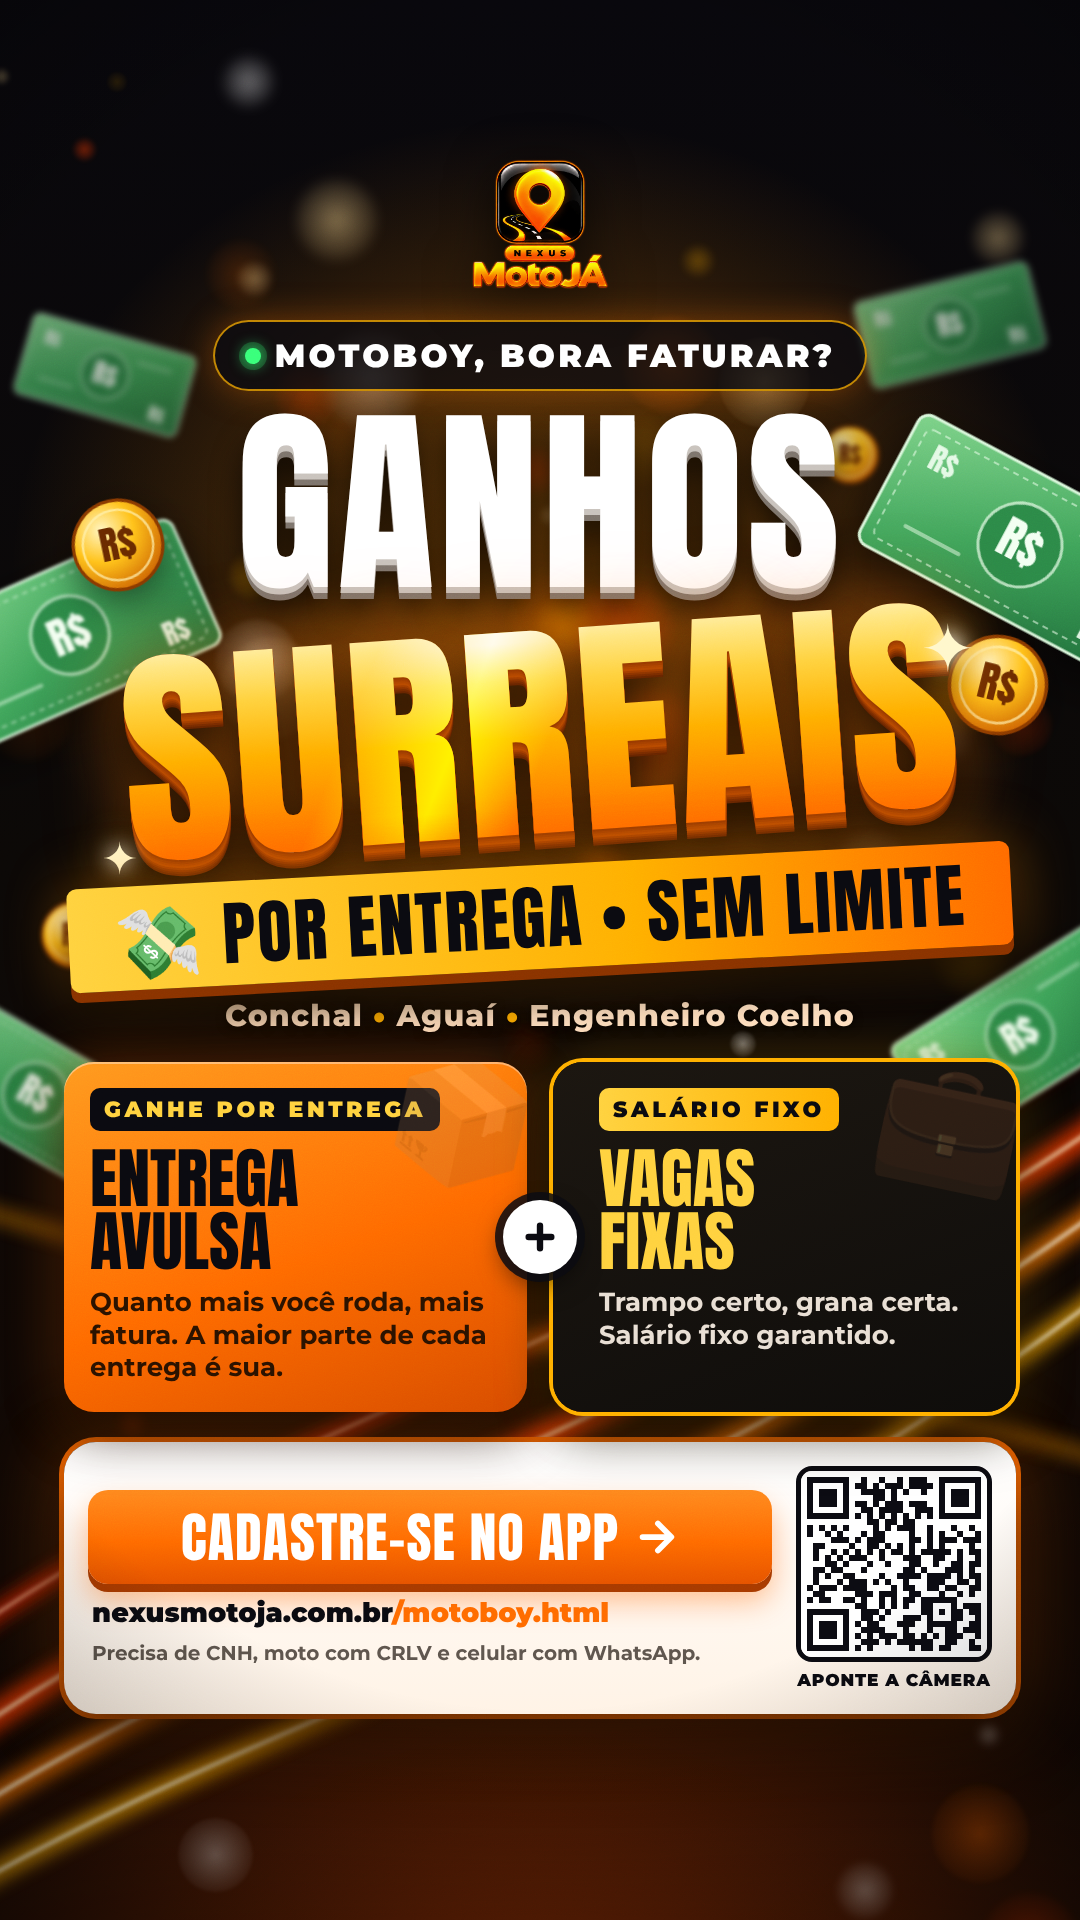 NEXUS
MotoJÁ
MOTOBOY, BORA FATURAR?
GANHOS
SURREAIS
POR ENTREGA • SEM LIMITE
Conchal • Aguaí • Engenheiro Coelho
GANHE POR ENTREGA
ENTREGA
AVULSA
Quanto mais você roda, mais
fatura. A maior parte de cada
entrega é sua.
+
SALÁRIO FIXO
VAGAS
FIXAS
Trampo certo, grana certa.
Salário fixo garantido.
CADASTRE-SE NO APP →
nexusmotoja.com.br/motoboy.html
Precisa de CNH, moto com CRLV e celular com WhatsApp.
APONTE A CÂMERA
R$
R$
R$
R$
R$
R$
R$
R$
R$
R$
R$